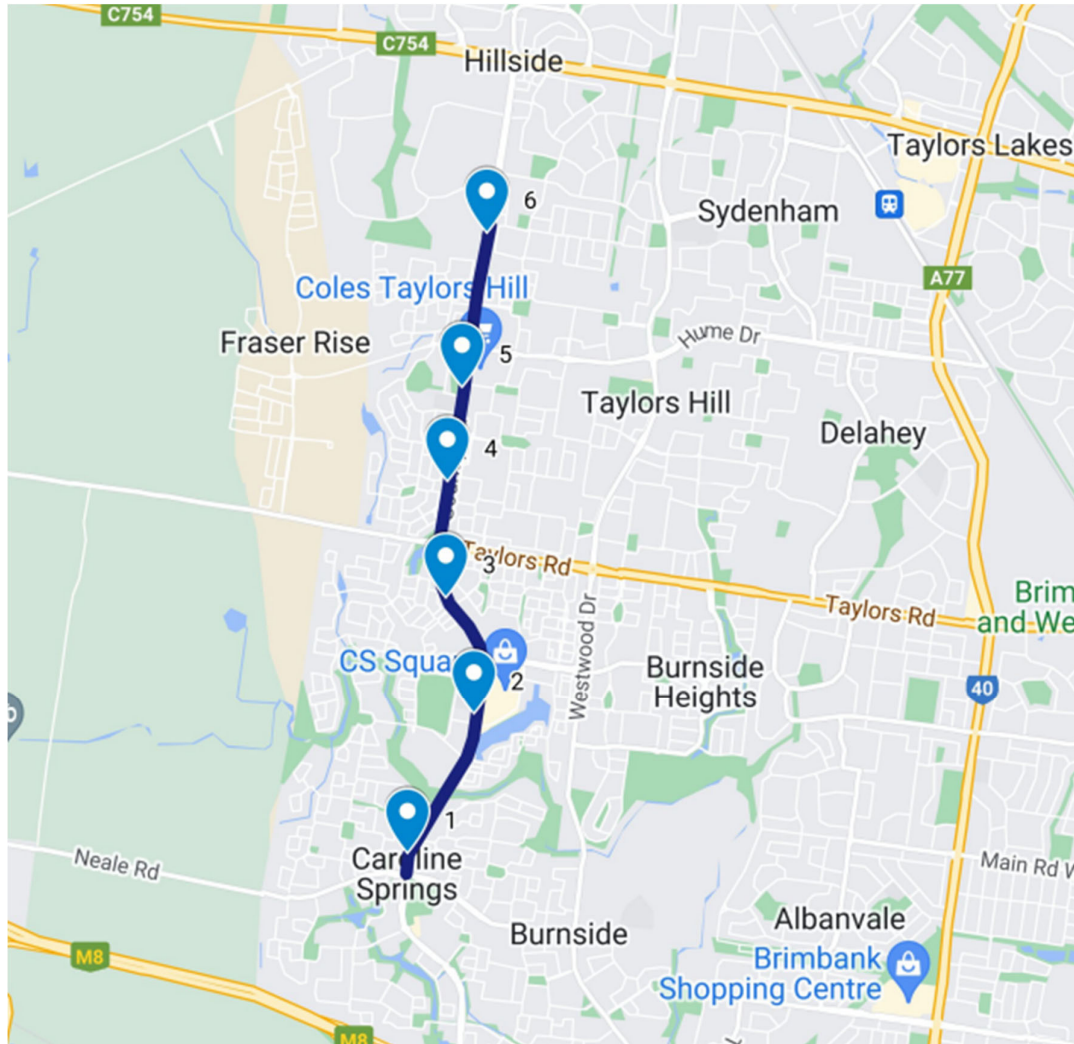 C754
C754
Hillside
Taylors Lakes
6
Sydenham
A77
Coles Taylors Hill
Fraser Rise
5
Hume Dr
Taylors Hill
4
Delahey
3
Taylors Rd
Taylors Rd
Brim
and We
CS Squa
2
Westwood Dr
Burnside
Heights
40
1
Caroline
Springs
Neale Rd
Main Rd W
Albanvale
Burnside
Brimbank
Shopping Centre
M8
M8